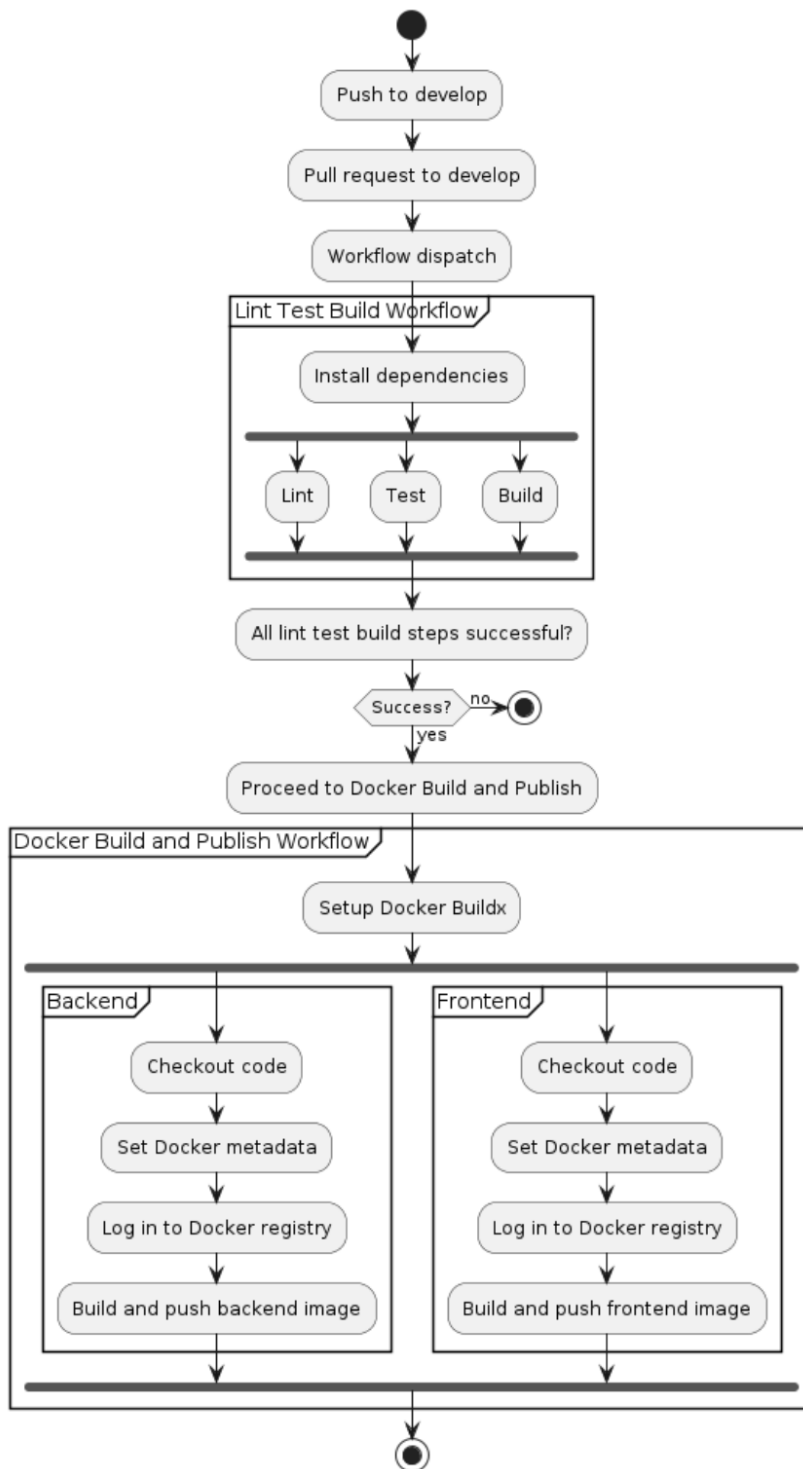 Push to develop
Pull request to develop
Workflow dispatch
Lint Test Build Workflow
Install dependencies
Lint
Test
Build
All lint test build steps successful?
Success?
no
yes
Proceed to Docker Build and Publish
Docker Build and Publish Workflow
Setup Docker Buildx
Backend
Checkout code
Set Docker metadata
Log in to Docker registry
Build and push backend image
Frontend
Checkout code
Set Docker metadata
Log in to Docker registry
Build and push frontend image